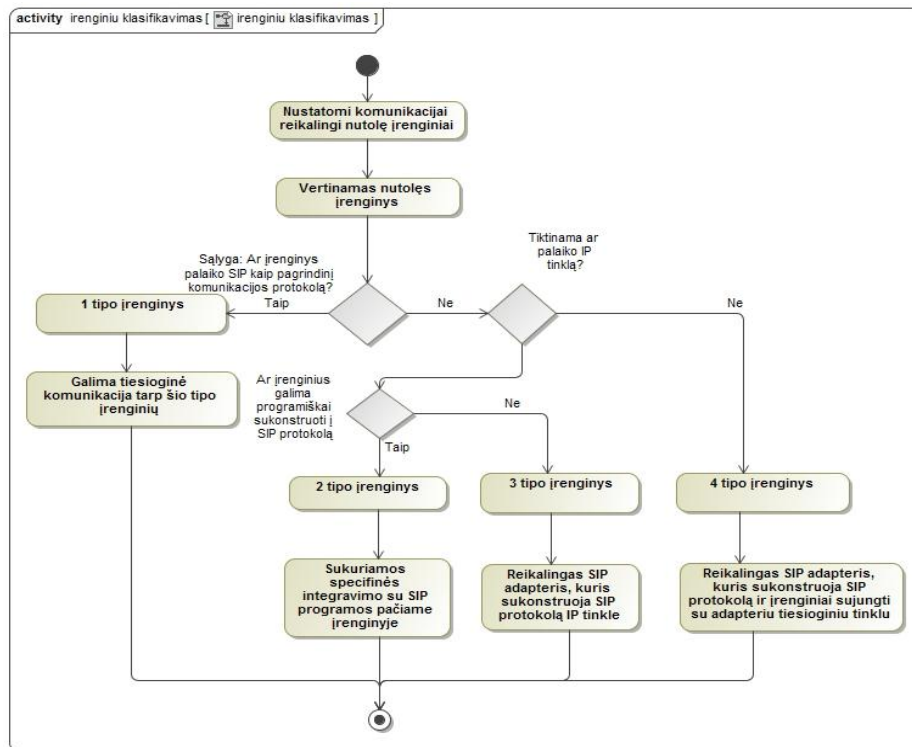 activity irenginiu klasifikavimas [ irenginiu klasifikavimas ]
Nustatomi komunikacijai
reikalingi nutolę įrenginiai
Vertinamas nutolęs
įrenginys
Sąlyga: Ar įrenginys
palaiko SIP kaip pagrindinį
komunikacijos protokolą?
Tiktinama ar
palaiko IP
tinklą?
Taip
Ne
Ne
1 tipo įrenginys
Galima tiesioginė
komunikacija tarp šio tipo
įrenginių
Ar įrenginius
galima
programiškai
sukonstruoti į
SIP protokolą
Ne
Taip
2 tipo įrenginys
3 tipo įrenginys
4 tipo įrenginys
Sukuriamos
specifinės
integravimo su SIP
programos pačiame
įrenginyje
Reikalingas SIP
adapteris, kuris
sukonstruoja SIP
protokolą IP tinkle
Reikalingas SIP adapteris,
kuris sukonstruoja SIP
protokolą ir įrenginiai sujungti
su adapteriu tiesioginiu tinklu